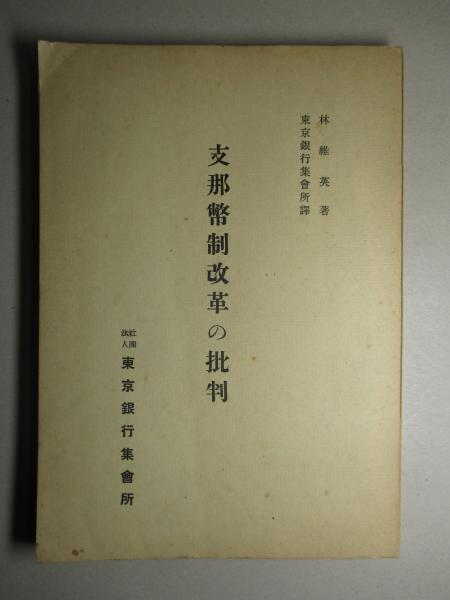 林維英著
東京銀行集會所譯
支那幣制改革の批判
社團法人
東京銀行集會所